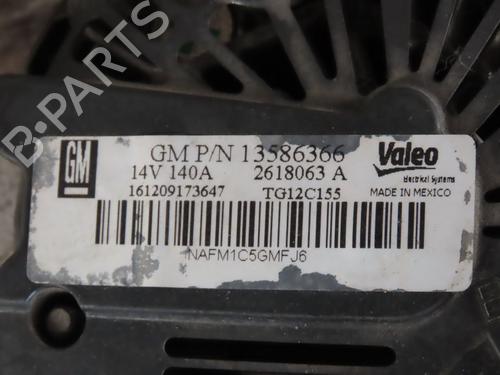 B-PARTS
GM
GM P/N 13586366
Valeo
Electrical Systems
14V 140A 2618063 A
MADE IN MEXICO
161209173647 TG12C155
NAFM1C5GMFJ6